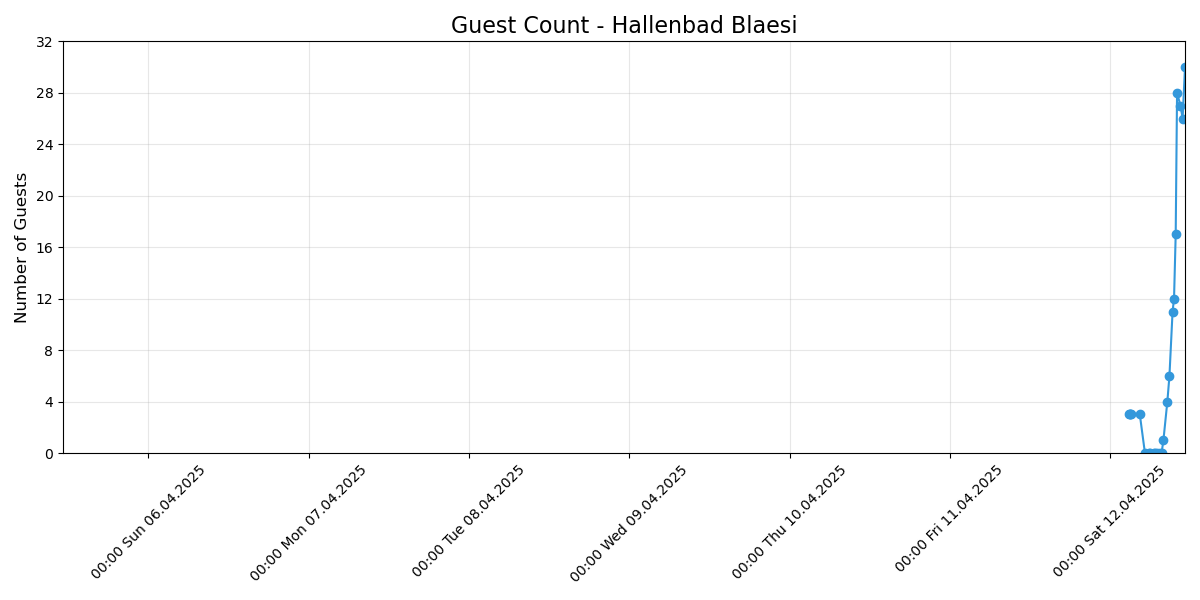 Guest Count - Hallenbad Blaesi
Number of Guests
32
28
24
20
16
12
8
4
0
00:00 Sun 06.04.2025
00:00 Mon 07.04.2025
00:00 Tue 08.04.2025
00:00 Wed 09.04.2025
00:00 Thu 10.04.2025
00:00 Fri 11.04.2025
00:00 Sat 12.04.2025